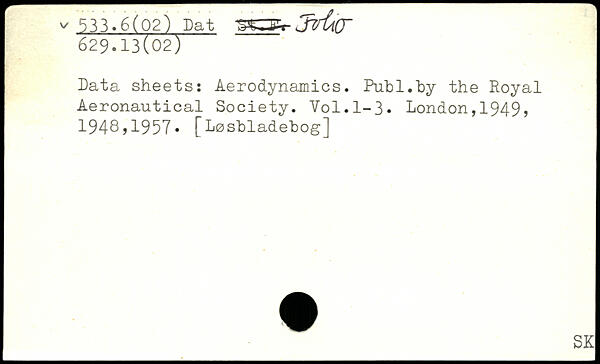 v 533.6(02) Dat Folio
629.13(02)
Data sheets: Aerodynamics. Publ.by the Royal
Aeronautical Society. Vol.1-3. London,1949,
1948,1957. [Løsbladebog]
SK